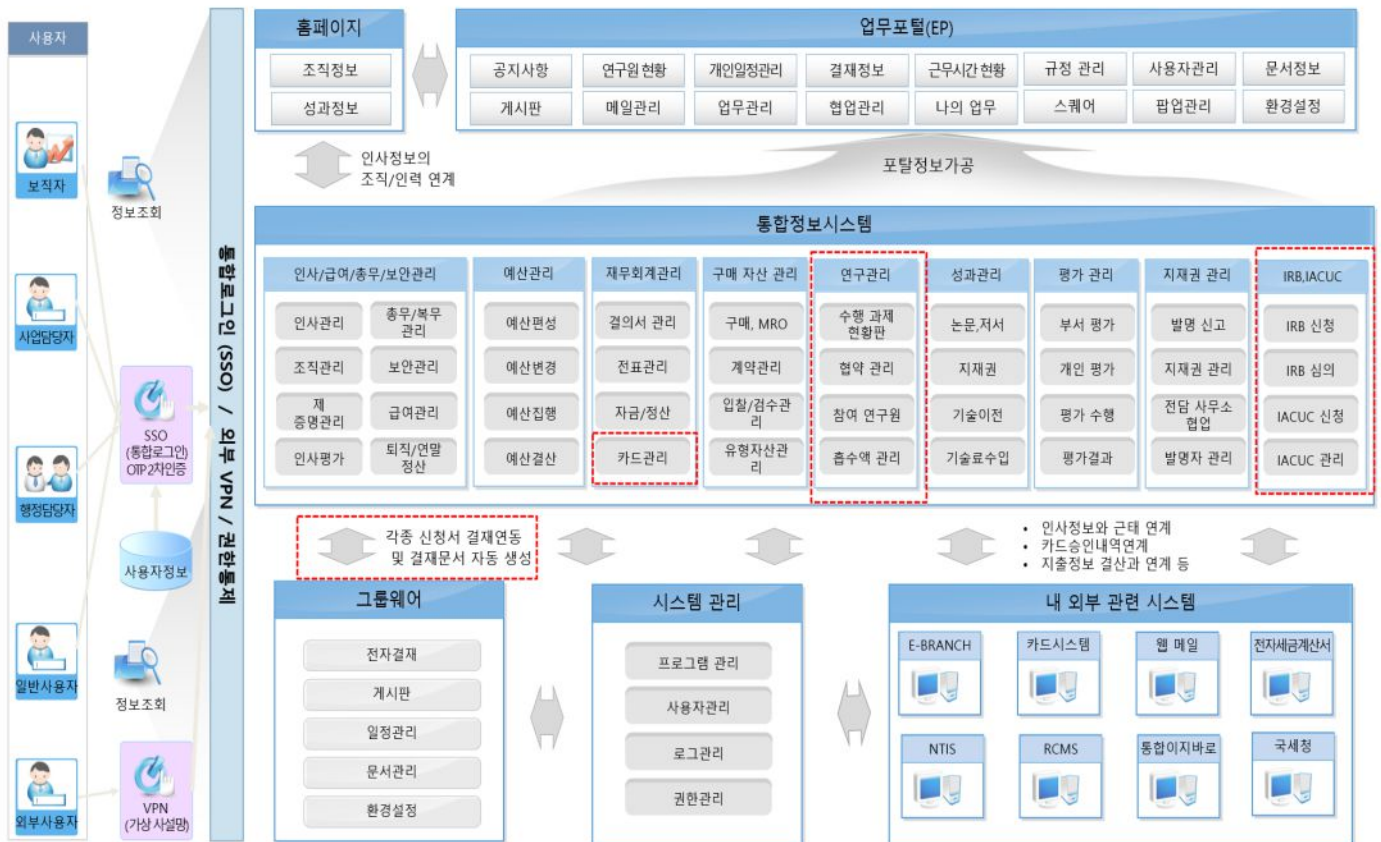 사용자
보직자
정보조회
사업담당자
SSO
(통합로그인)
OTP 2차인증
행정담당자
사용자정보
일반사용자
정보조회
외부사용자
VPN
(가상 사설망)
통합로그인 (SSO) / 외부 VPN / 권한통제
홈페이지
조직정보
성과정보
업무포털(EP)
공지사항
연구원 현황
개인일정관리
결재정보
근무시간 현황
규정 관리
사용자관리
문서정보
게시판
메일관리
업무관리
협업관리
나의 업무
스퀘어
팝업관리
환경설정
인사정보의
조직/인력 연계
포탈정보가공
통합정보시스템
인사/급여/총무/보안관리
인사관리
총무/복무
관리
조직관리
보안관리
제
증명관리
급여관리
인사평가
퇴직/연말
정산
예산관리
예산편성
예산변경
예산집행
예산결산
재무회계관리
결의서 관리
전표관리
자금/정산
카드관리
구매 자산 관리
구매, MRO
계약관리
입찰/검수관
리
유형자산관
리
연구관리
수행 과제
현황판
협약 관리
참여 연구원
흡수액 관리
성과관리
논문,저서
지재권
기술이전
기술료수입
평가 관리
부서 평가
개인 평가
평가 수행
평가결과
지재권 관리
발명 신고
지재권 관리
전담 사무소
협업
발명자 관리
IRB,IACUC
IRB 신청
IRB 심의
IACUC 신청
IACUC 관리
각종 신청서 결재연동
및 결재문서 자동 생성
• 인사정보와 근태 연계
• 카드승인내역연계
• 지출정보 결산과 연계 등
그룹웨어
전자결재
게시판
일정관리
문서관리
환경설정
시스템 관리
프로그램 관리
사용자관리
로그관리
권한관리
내 외부 관련 시스템
E-BRANCH
카드시스템
웹 메일
전자세금계산서
NTIS
RCMS
통합이지바로
국세청